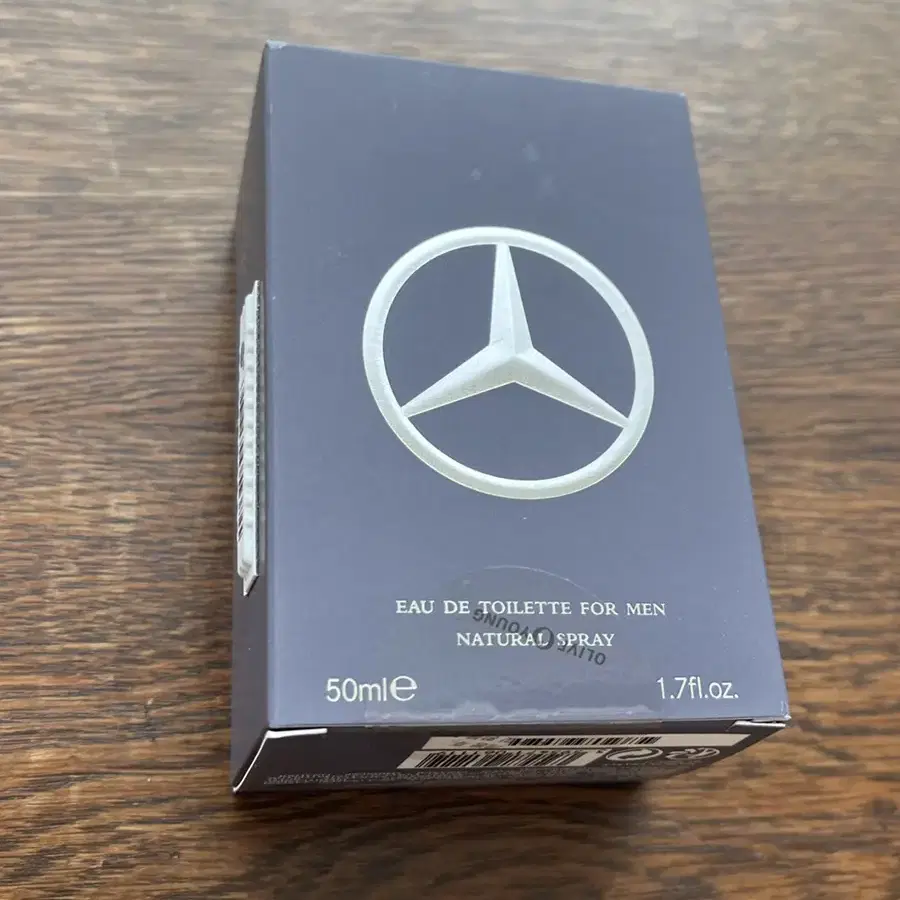 EAU DE TOILETTE FOR MEN
NATURAL SPRAY
OLIVE YOUNG
50ml℮
1.7fl.oz.